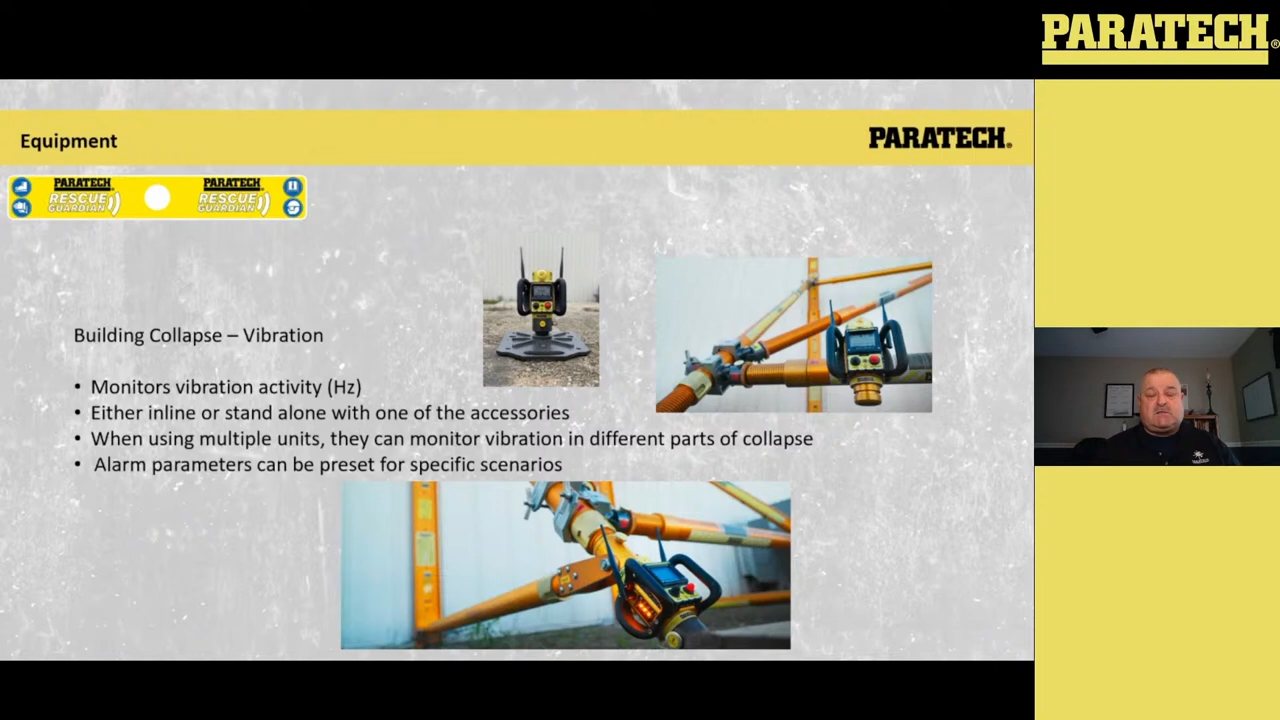 PARATECH®
Equipment
PARATECH®
PARATECH PARATECH
RESCUE RESCUE
GUARDIAN GUARDIAN
Building Collapse – Vibration
• Monitors vibration activity (Hz)
• Either inline or stand alone with one of the accessories
• When using multiple units, they can monitor vibration in different parts of collapse
• Alarm parameters can be preset for specific scenarios